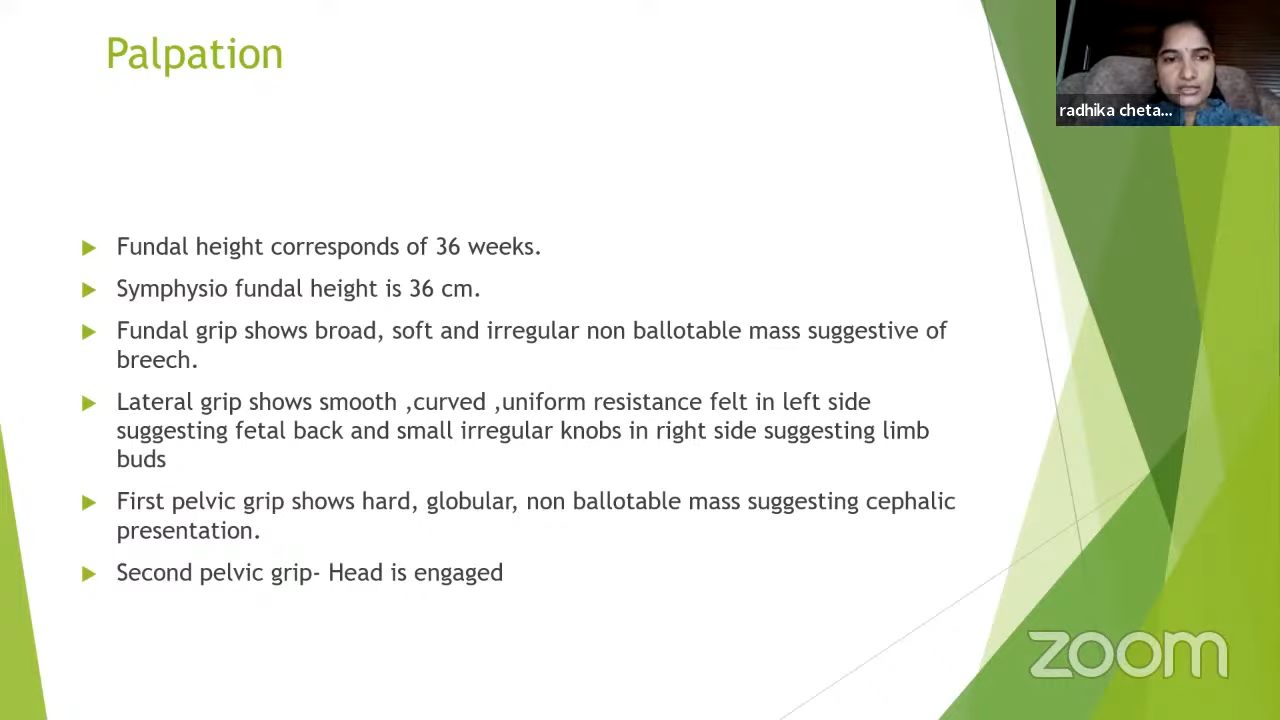 Palpation
radhika cheta...
Fundal height corresponds of 36 weeks.
Symphysio fundal height is 36 cm.
Fundal grip shows broad, soft and irregular non ballotable mass suggestive of
breech.
Lateral grip shows smooth ,curved ,uniform resistance felt in left side
suggesting fetal back and small irregular knobs in right side suggesting limb
buds
First pelvic grip shows hard, globular, non ballotable mass suggesting cephalic
presentation.
Second pelvic grip- Head is engaged
zoom